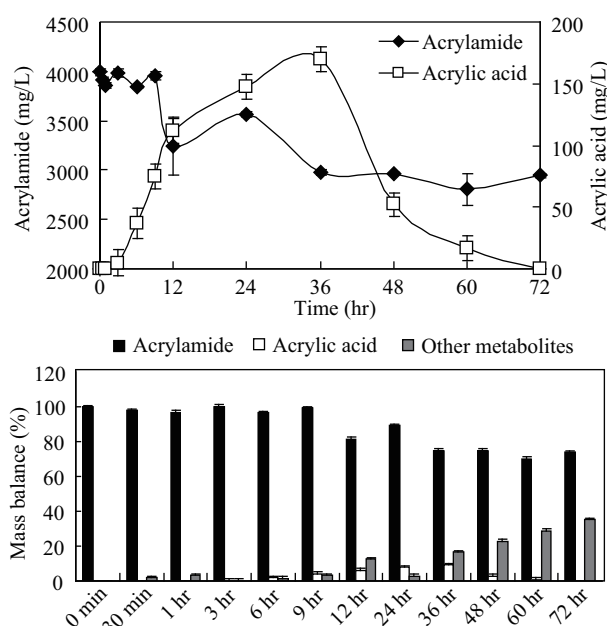 4500
4000
3500
3000
2500
2000
Acrylamide (mg/L)
Acrylamide
Acrylic acid
200
150
100
50
0
Acrylic acid (mg/L)
0 12 24 36 48 60 72
Time (hr)
Acrylamide Acrylic acid Other metabolites
120
100
80
60
40
20
0
Mass balance (%)
0 min 30 min 1 hr 3 hr 6 hr 9 hr 12 hr 24 hr 36 hr 48 hr 60 hr 72 hr